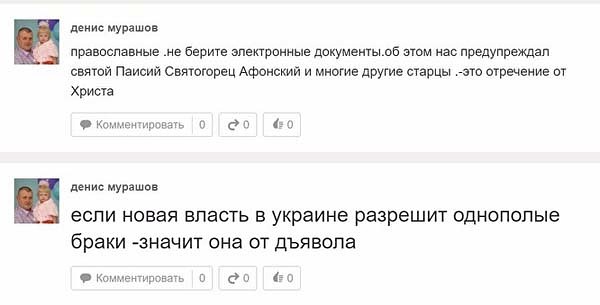 денис мурашов
православные .не берите электронные документы.об этом нас предупреждал
святой Паисий Святогорец Афонский и многие другие старцы .-это отречение от
Христа
Комментировать 0 0 0
денис мурашов
если новая власть в украине разрешит однополые
браки -значит она от дъявола
Комментировать 0 0 0